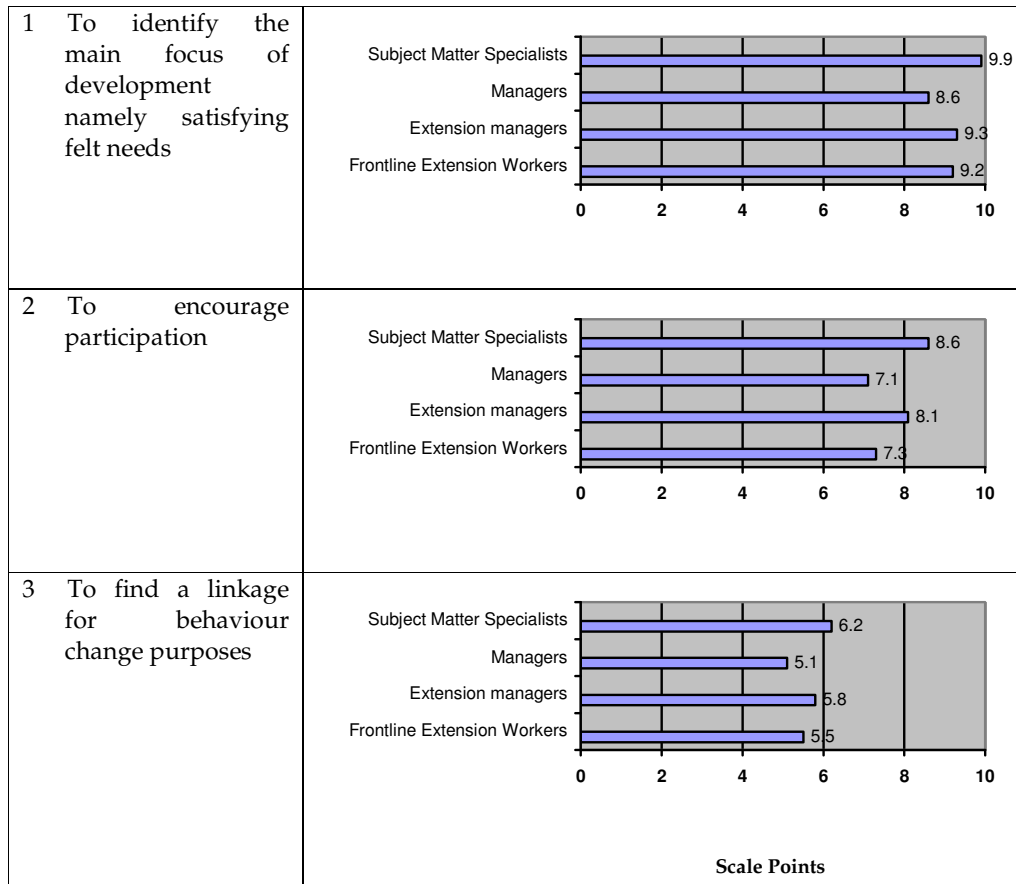 1 To identify the
main focus of
development
namely satisfying
felt needs
Subject Matter Specialists 9.9
Managers 8.6
Extension managers 9.3
Frontline Extension Workers 9.2
0 2 4 6 8 10
2 To encourage
participation
Subject Matter Specialists 8.6
Managers 7.1
Extension managers 8.1
Frontline Extension Workers 7.3
0 2 4 6 8 10
3 To find a linkage
for behaviour
change purposes
Subject Matter Specialists 6.2
Managers 5.1
Extension managers 5.8
Frontline Extension Workers 5.5
0 2 4 6 8 10
Scale Points